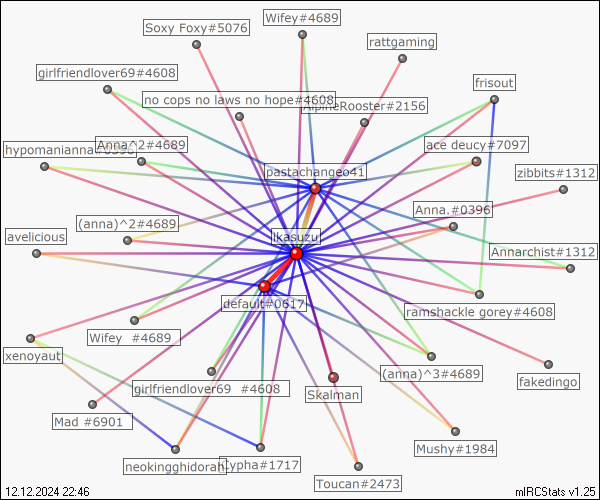 Wifey#4689
Soxy Foxy#5076
rattgaming
girlfriendlover69#4608
frisout
no cops no laws no hope#4608
AlpineRooster#2156
Anna^2#4689
ace deucy#7097
hypomanianna#0396
pastachangeo41
zibbits#1312
Anna.#0396
(anna)^2#4689
avelicious
ikasuzu
Annarchist#1312
default#0617
ramshackle gorey#4608
Wifey #4689
xenoyaut
(anna)^3#4689
fakedingo
girlfriendlover69 #4608
Skalman
Mad #6901
Mushy#1984
neokingghidorah
Cypha#1717
Toucan#2473
12.12.2024 22:46
mIRCStats v1.25